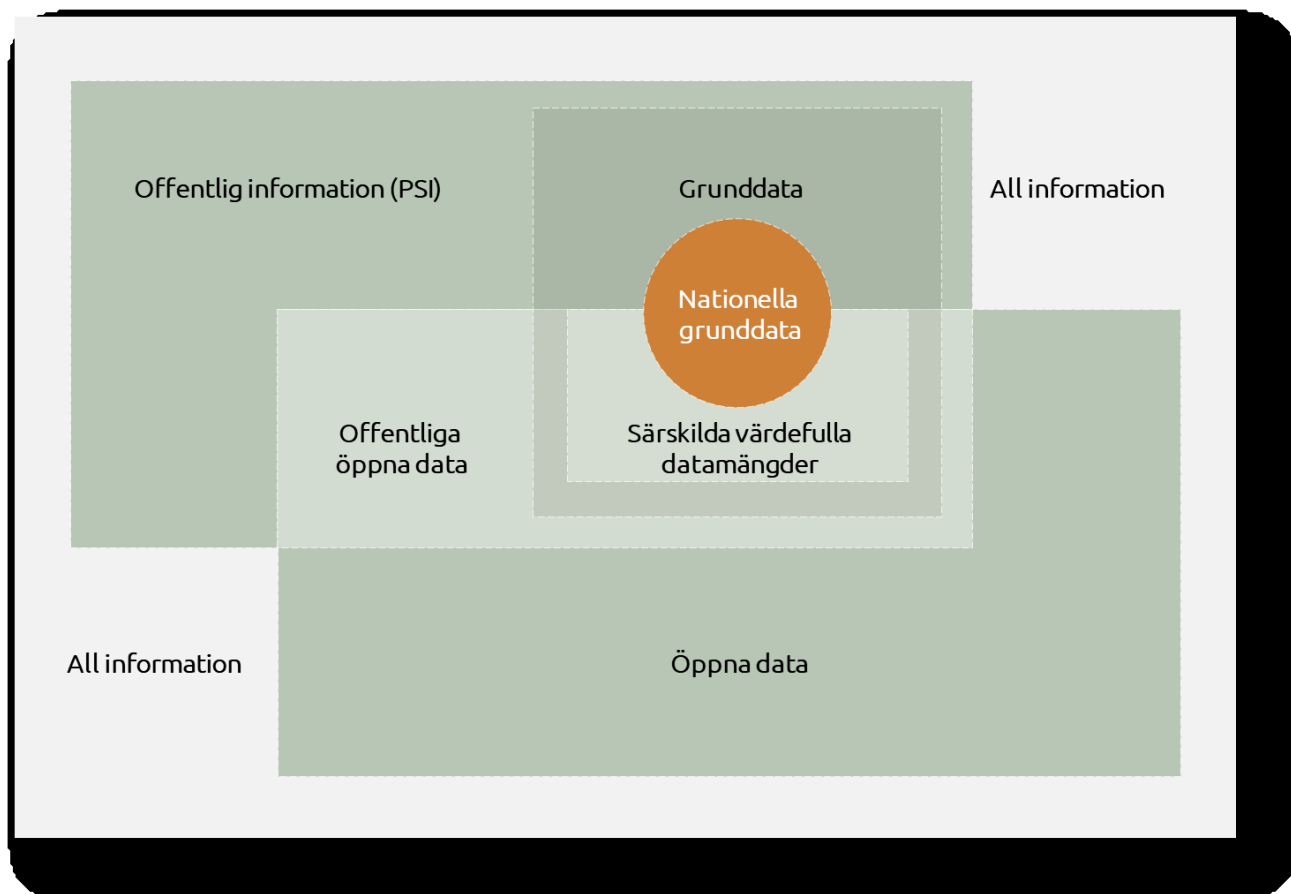 Offentlig information (PSI)
Grunddata
All information
Nationella
grunddata
Offentliga
öppna data
Särskilda värdefulla
datamängder
All information
Öppna data